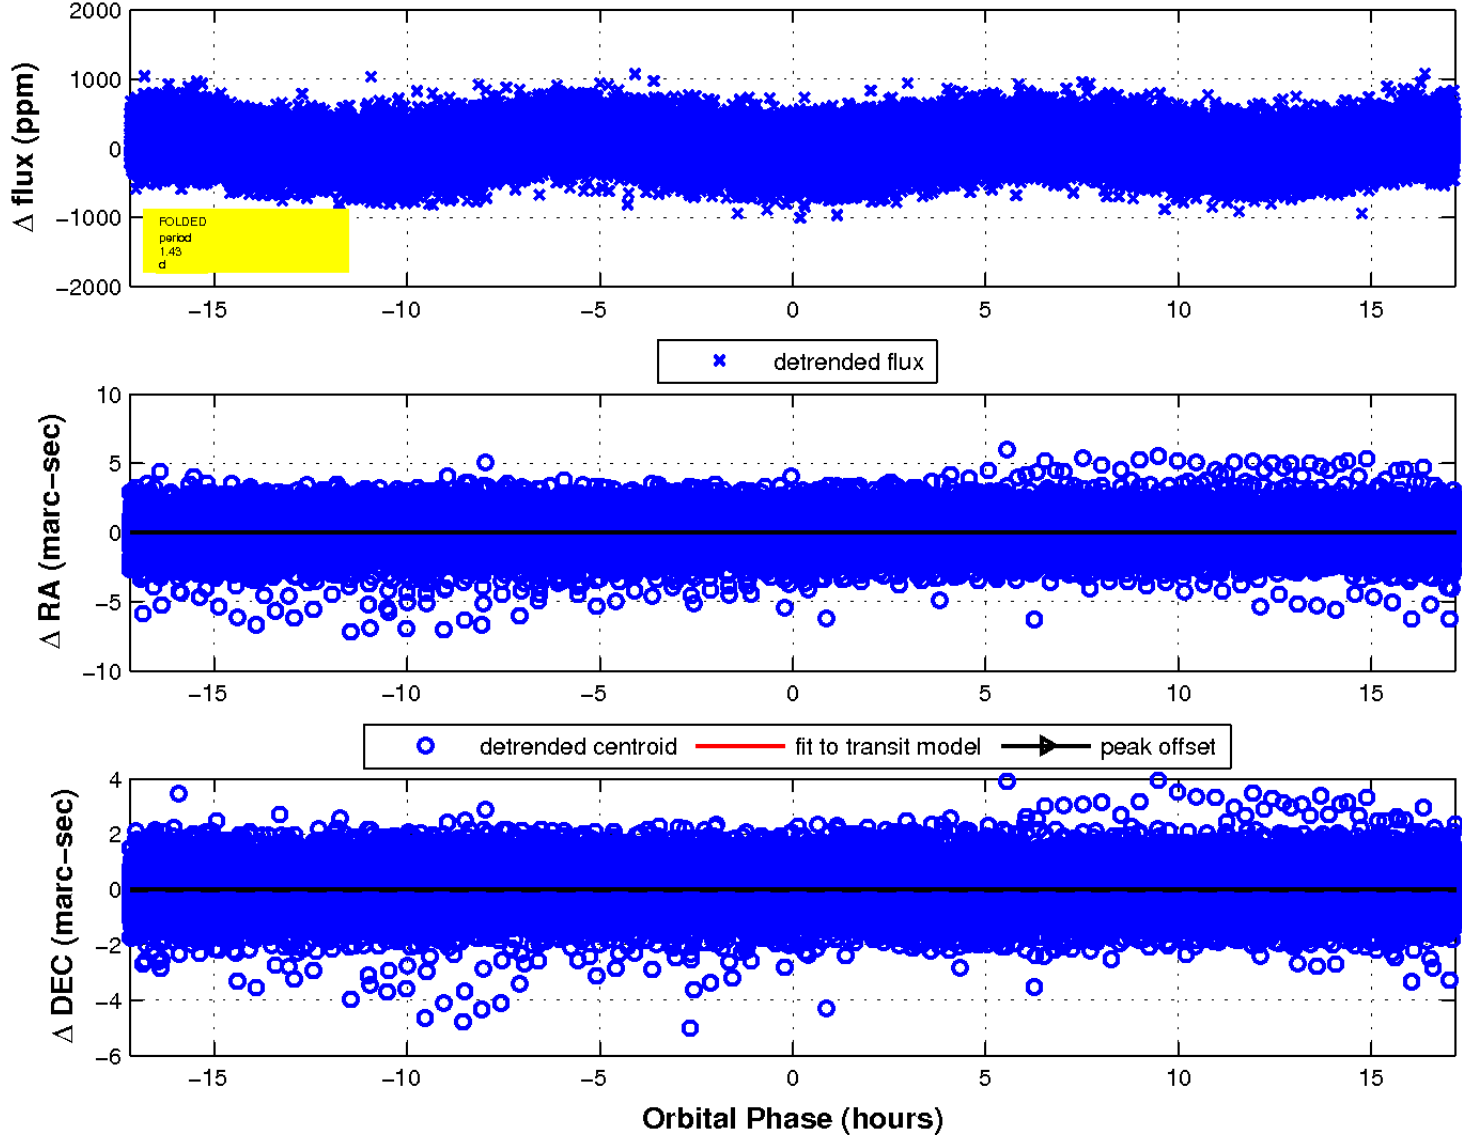 2000
1000
0
−1000
−2000
Δ flux (ppm)
FOLDED
period
1.43
d
−15 −10 −5 0 5 10 15
detrended flux
10
5
0
−5
−10
Δ RA (marc−sec)
−15 −10 −5 0 5 10 15
detrended centroid fit to transit model peak offset
4
2
0
−2
−4
−6
Δ DEC (marc−sec)
−15 −10 −5 0 5 10 15
Orbital Phase (hours)